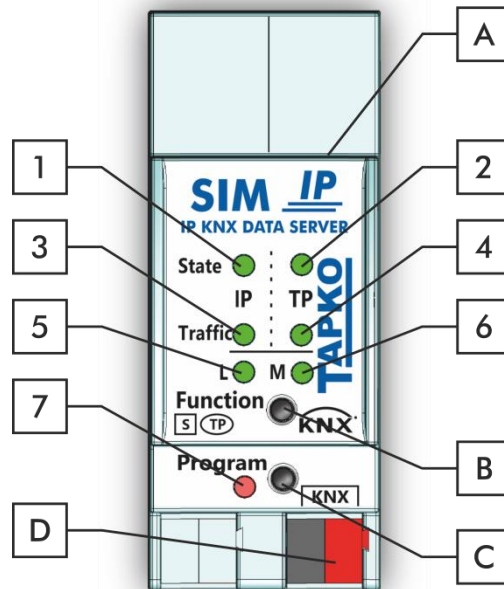 A
1
SIM IP
2
IP KNX DATA SERVER
State
3
IP TP
4
TAPKO
Traffic
5
L M
6
Function
S TP
KNX
7
Program
B
KNX
D
C